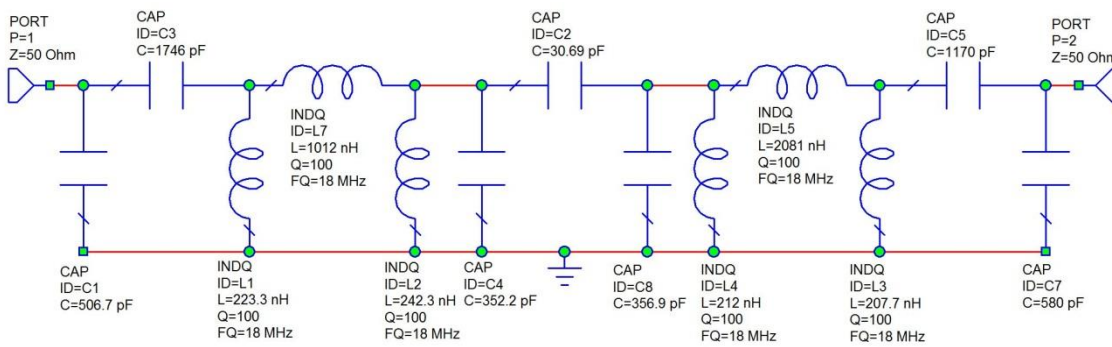 PORT
P=1
Z=50 Ohm
CAP
ID=C3
C=1746 pF
CAP
ID=C2
C=30.69 pF
CAP
ID=C5
C=1170 pF
PORT
P=2
Z=50 Ohm
INDQ
ID=L7
L=1012 nH
Q=100
FQ=18 MHz
INDQ
ID=L5
L=2081 nH
Q=100
FQ=18 MHz
CAP
ID=C1
C=506.7 pF
INDQ
ID=L1
L=223.3 nH
Q=100
FQ=18 MHz
INDQ
ID=L2
L=242.3 nH
Q=100
FQ=18 MHz
CAP
ID=C4
C=352.2 pF
CAP
ID=C8
C=356.9 pF
INDQ
ID=L4
L=212 nH
Q=100
FQ=18 MHz
INDQ
ID=L3
L=207.7 nH
Q=100
FQ=18 MHz
CAP
ID=C7
C=580 pF